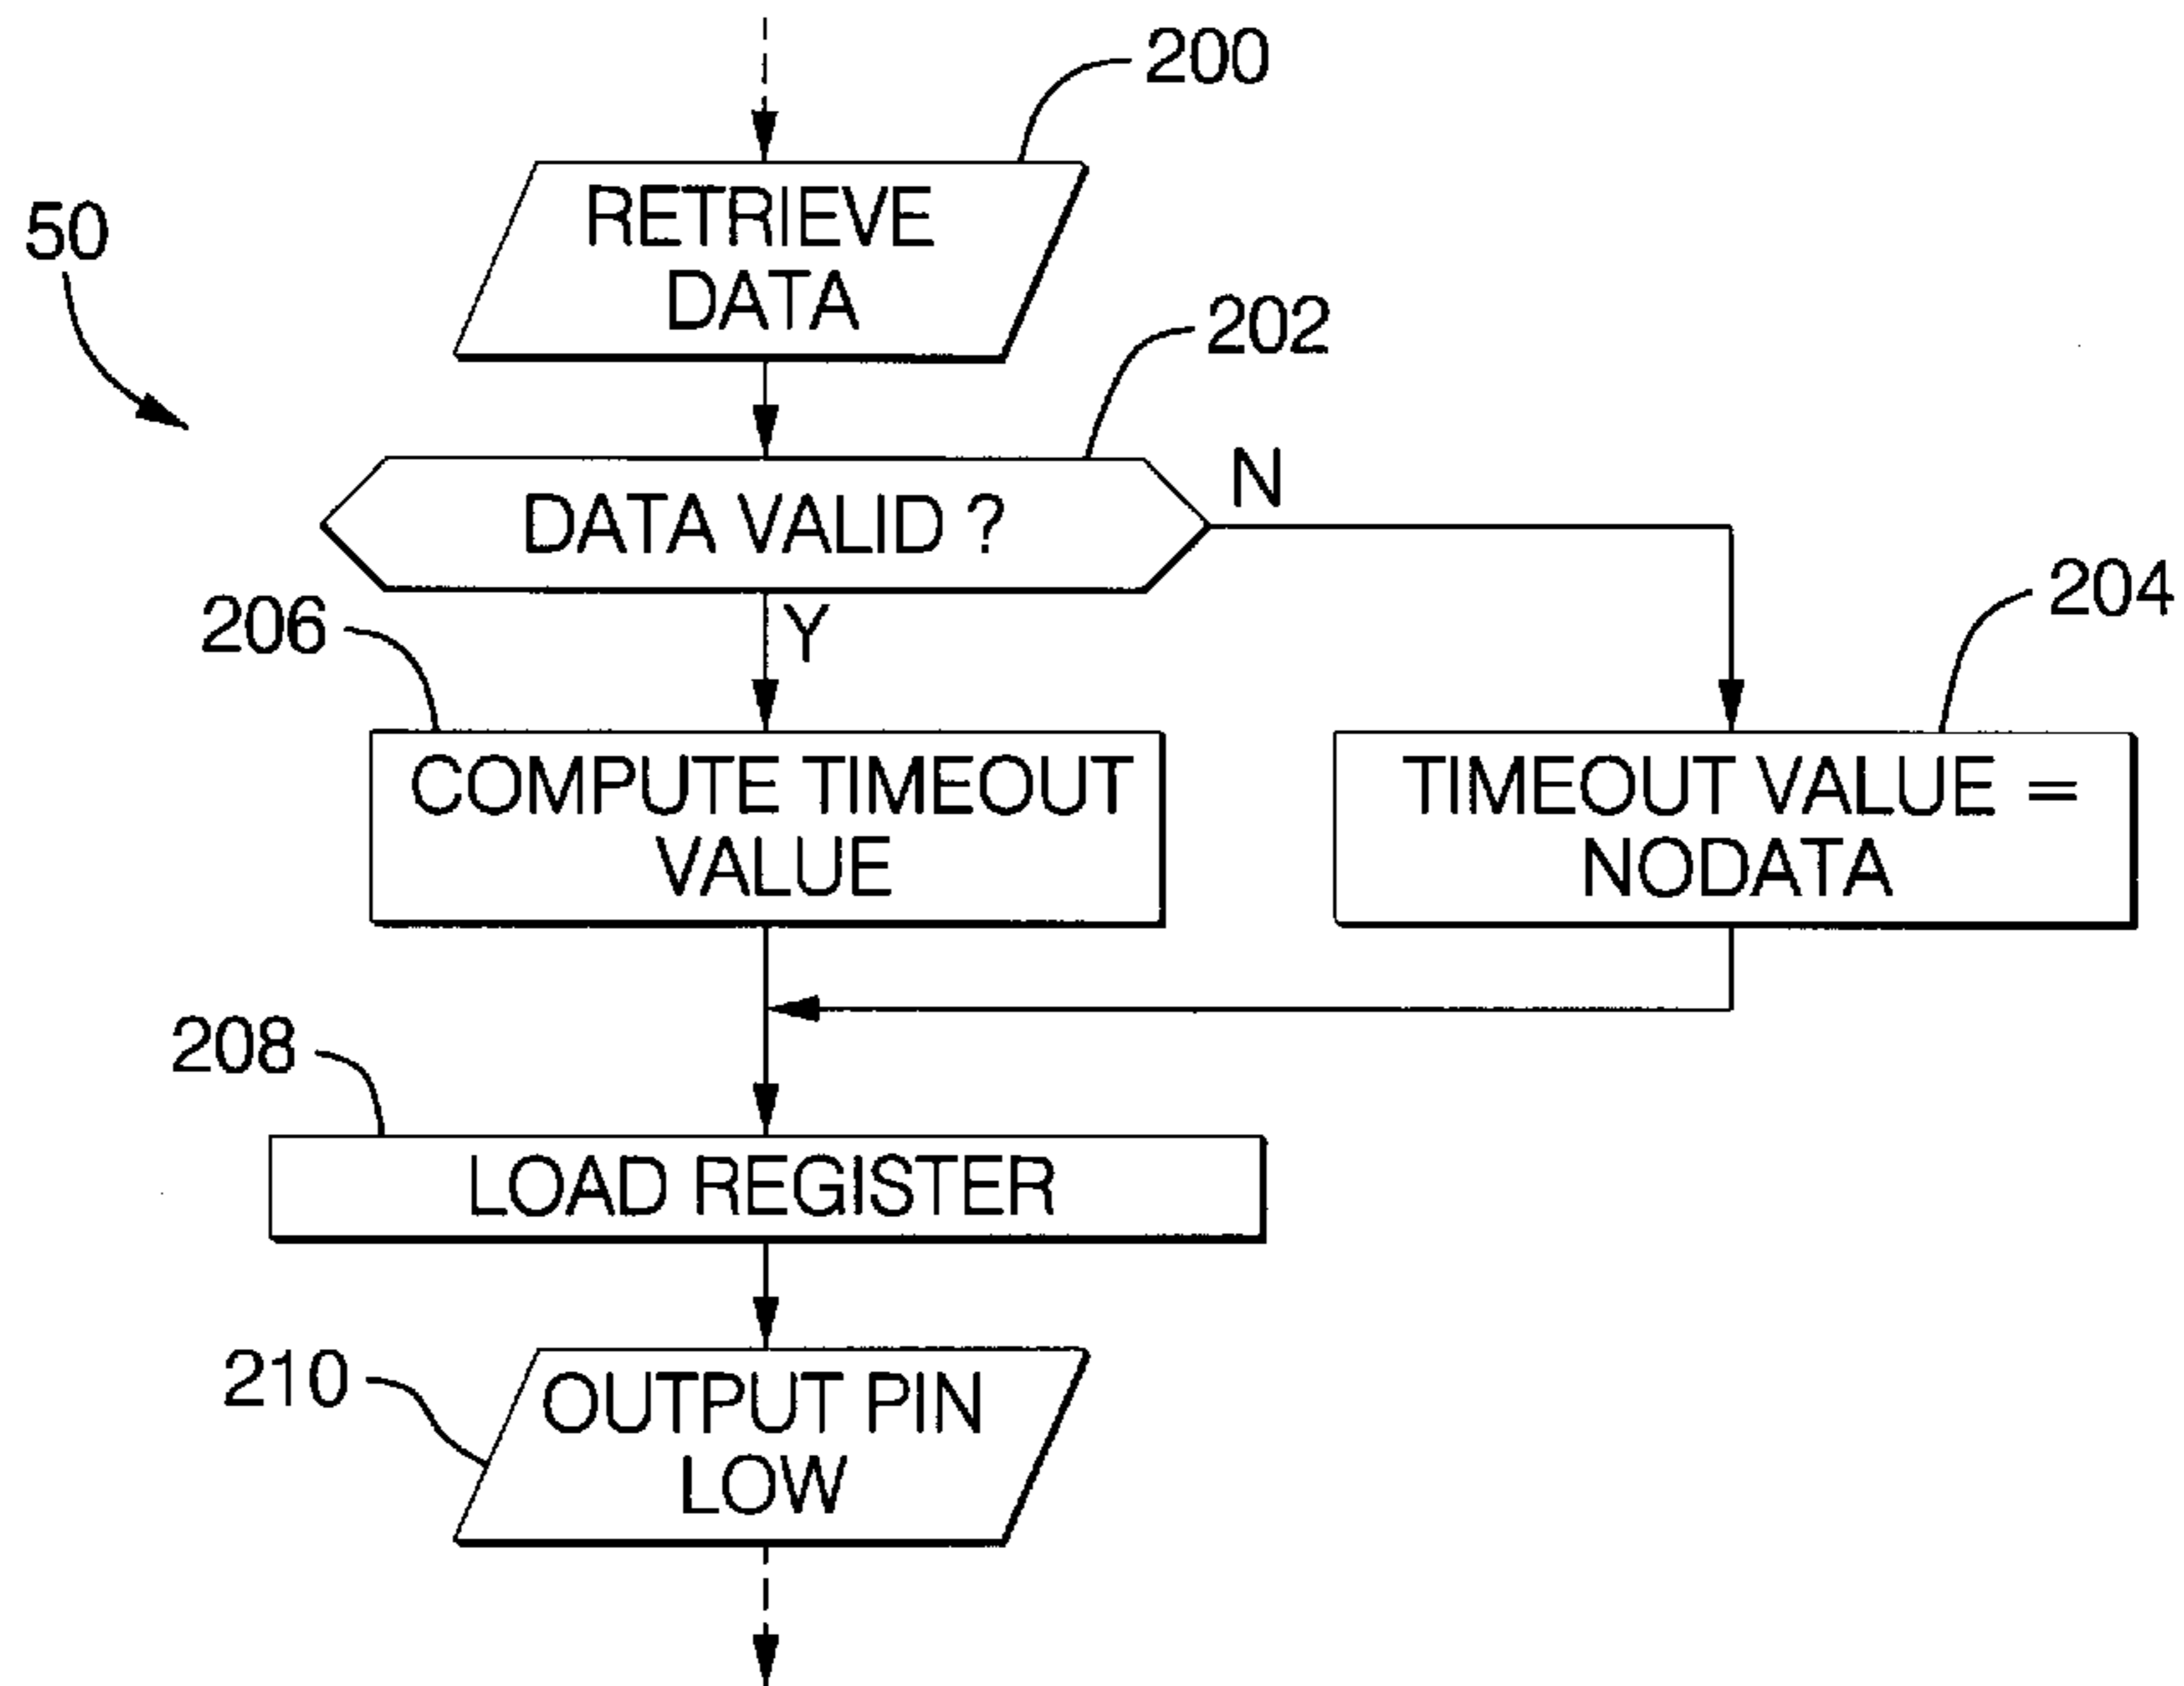 200
RETRIEVE
DATA
50
202
DATA VALID ?
N
Y
206
204
COMPUTE TIMEOUT
VALUE
TIMEOUT VALUE =
NODATA
208
LOAD REGISTER
210
OUTPUT PIN
LOW